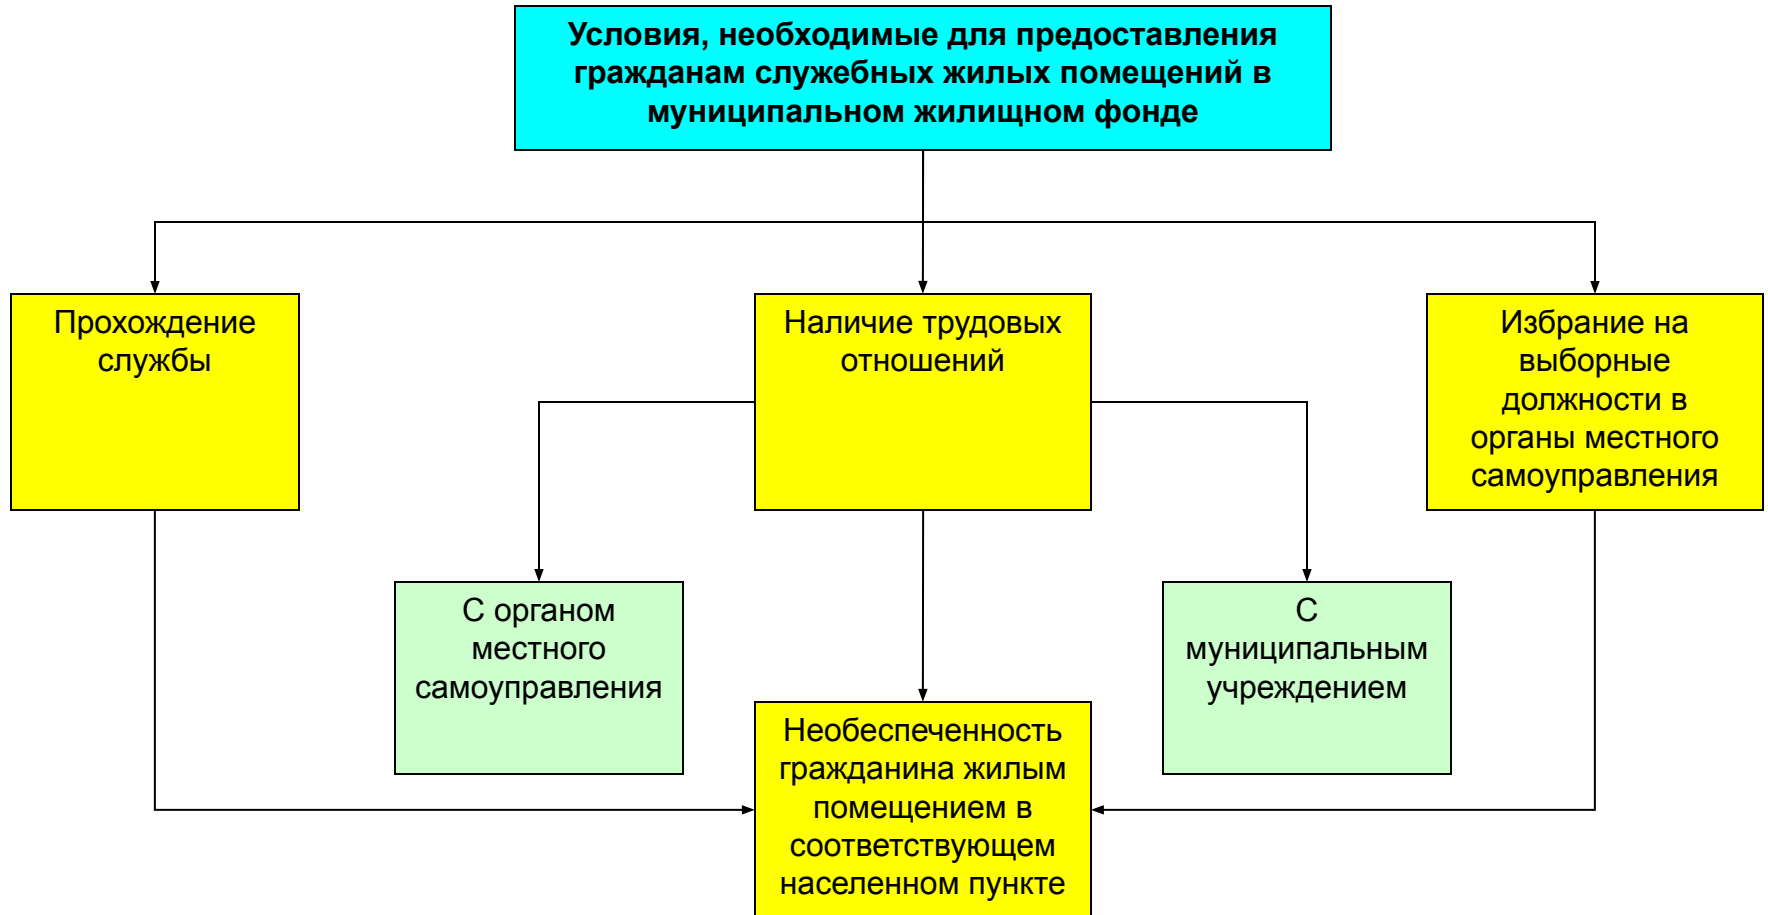 Условия, необходимые для предоставления
гражданам служебных жилых помещений в
муниципальном жилищном фонде
Прохождение
службы
Наличие трудовых
отношений
Избрание на
выборные
должности в
органы местного
самоуправления
С органом
местного
самоуправления
С
муниципальным
учреждением
Необеспеченность
гражданина жилым
помещением в
соответствующем
населенном пункте